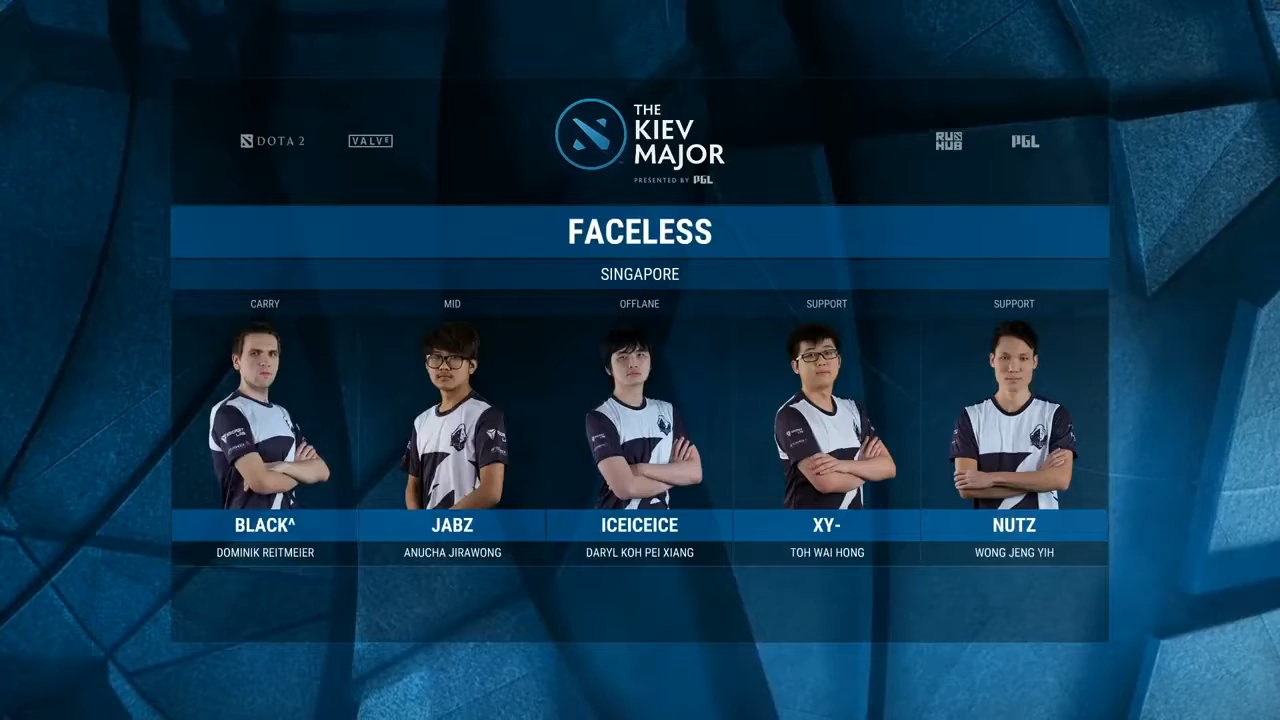 DOTA 2
VALVE
THE
KIEV
MAJOR
PRESENTED BY PGL
RU
HUB
PGL
FACELESS
SINGAPORE
CARRY
MID
OFFLANE
SUPPORT
SUPPORT
BLACK^
JABZ
ICEICEICE
XY-
NUTZ
DOMINIK REITMEIER
ANUCHA JIRAWONG
DARYL KOH PEI XIANG
TOH WAI HONG
WONG JENG YIH